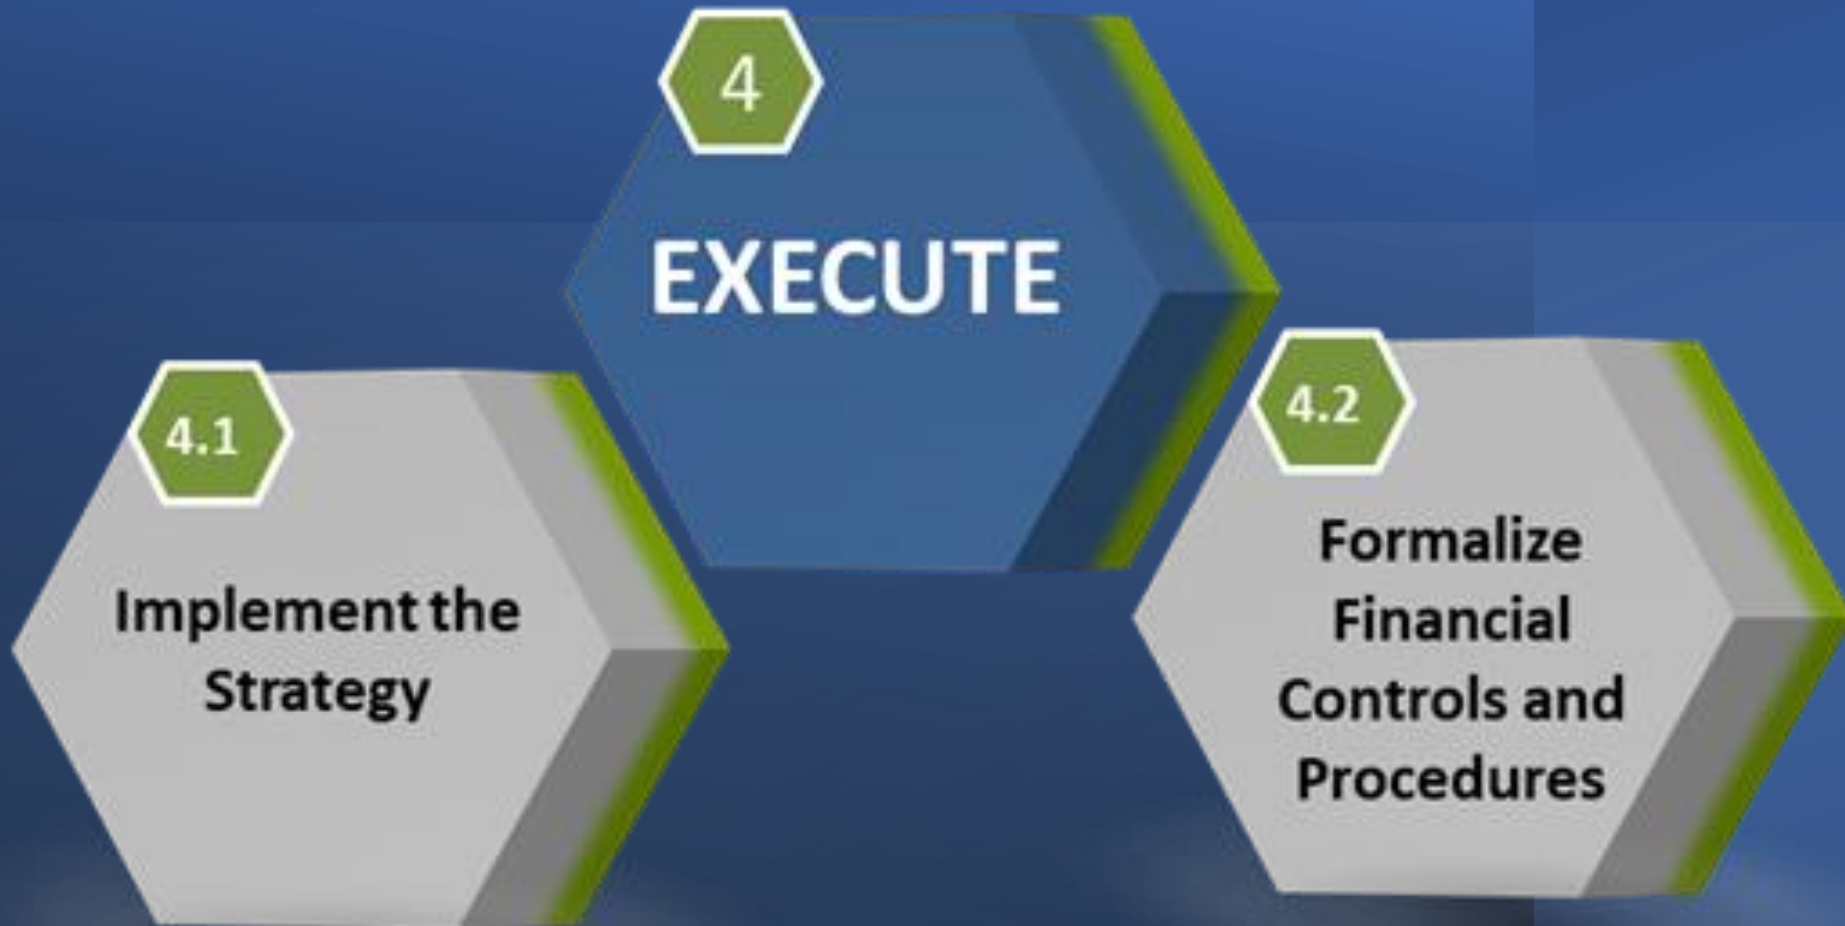 4
EXECUTE
4.1
Implement the
Strategy
4.2
Formalize
Financial
Controls and
Procedures